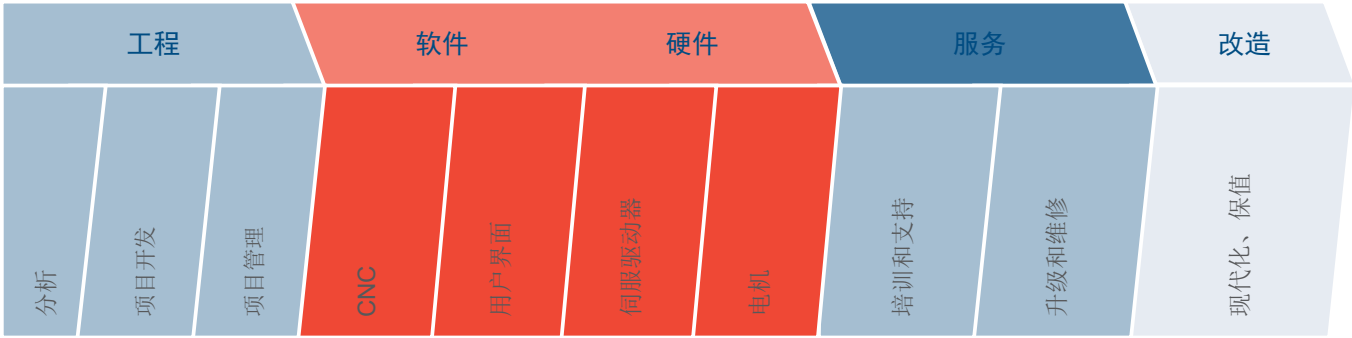 工程
软件
硬件
服务
改造
分析
项目开发
项目管理
CNC
用户界面
伺服驱动器
电机
培训和支持
升级和维修
现代化、保值